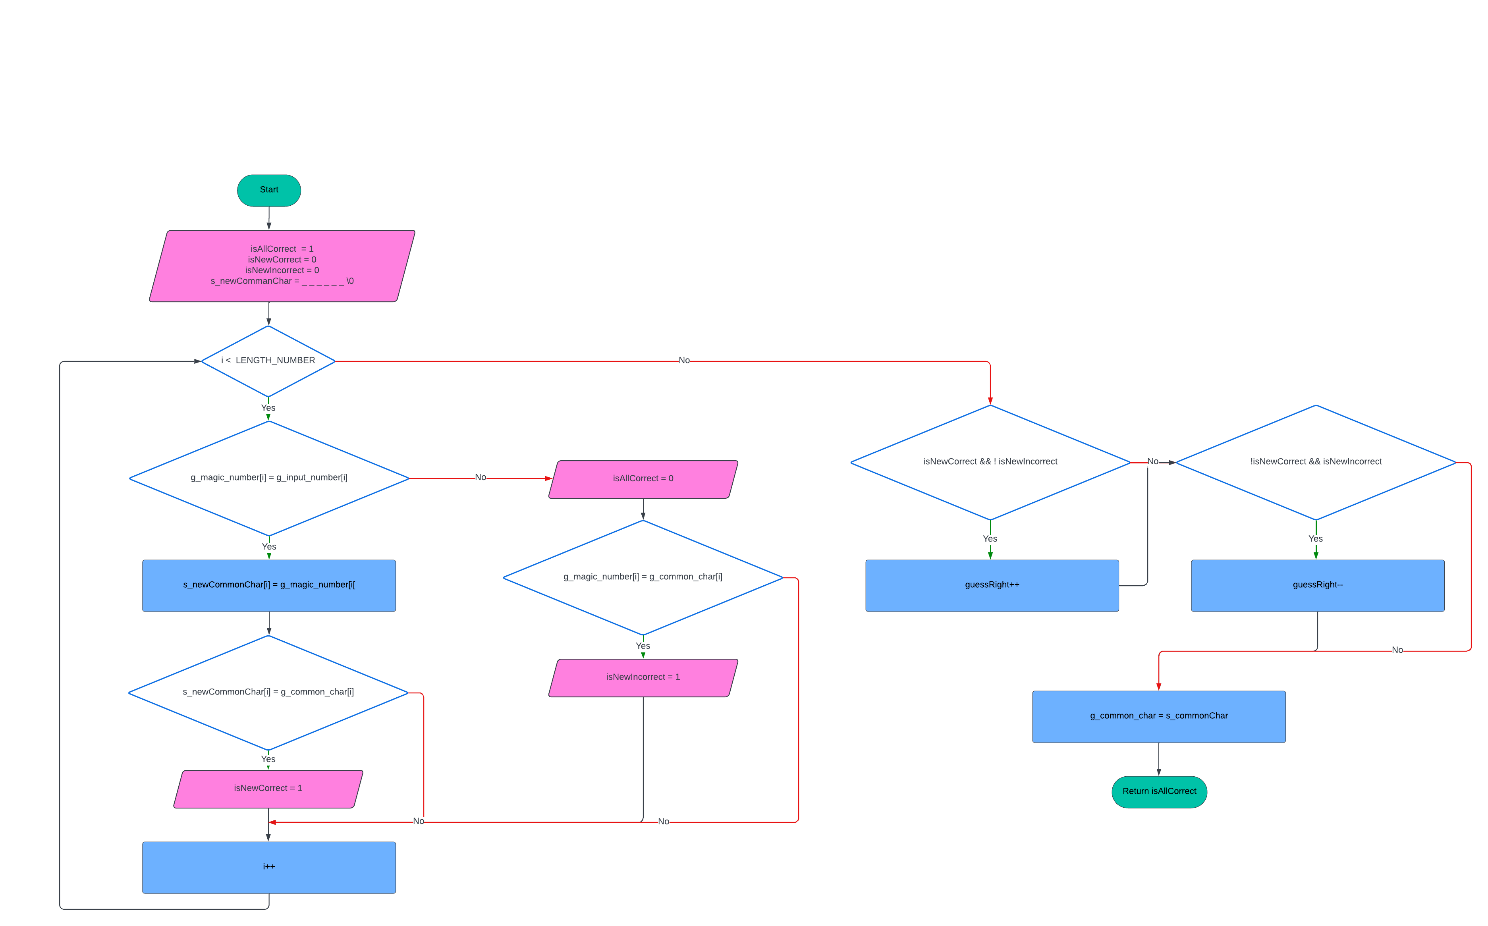 Start
isAllCorrect  = 1
isNewCorrect = 0
isNewIncorrect = 0
s_newCommanChar = _ _ _ _ _ _ \0
i <  LENGTH_NUMBER
No
Yes
g_magic_number[i] = g_input_number[i]
No
isAllCorrect = 0
isNewCorrect && ! isNewIncorrect
No
!isNewCorrect && isNewIncorrect
Yes
s_newCommonChar[i] = g_magic_number[i[
g_magic_number[i] = g_common_char[i]
Yes
guessRight++
Yes
guessRight--
Yes
isNewIncorrect = 1
No
s_newCommonChar[i] = g_common_char[i]
g_common_char = s_commonChar
Yes
isNewCorrect = 1
Return isAllCorrect
No
No
i++